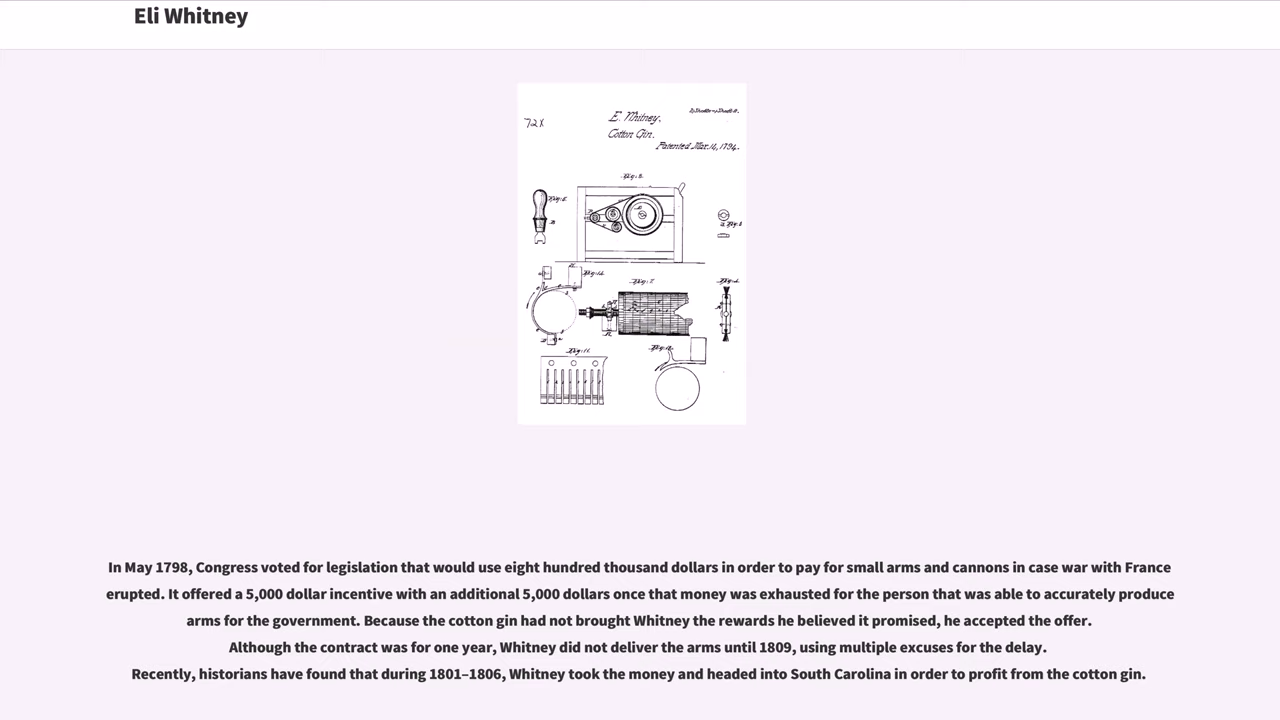 Eli Whitney
72X
E. Whitney.
Cotton Gin.
Patented Mar. 14, 1794.
In May 1798, Congress voted for legislation that would use eight hundred thousand dollars in order to pay for small arms and cannons in case war with France
erupted. It offered a 5,000 dollar incentive with an additional 5,000 dollars once that money was exhausted for the person that was able to accurately produce
arms for the government. Because the cotton gin had not brought Whitney the rewards he believed it promised, he accepted the offer.
Although the contract was for one year, Whitney did not deliver the arms until 1809, using multiple excuses for the delay.
Recently, historians have found that during 1801–1806, Whitney took the money and headed into South Carolina in order to profit from the cotton gin.